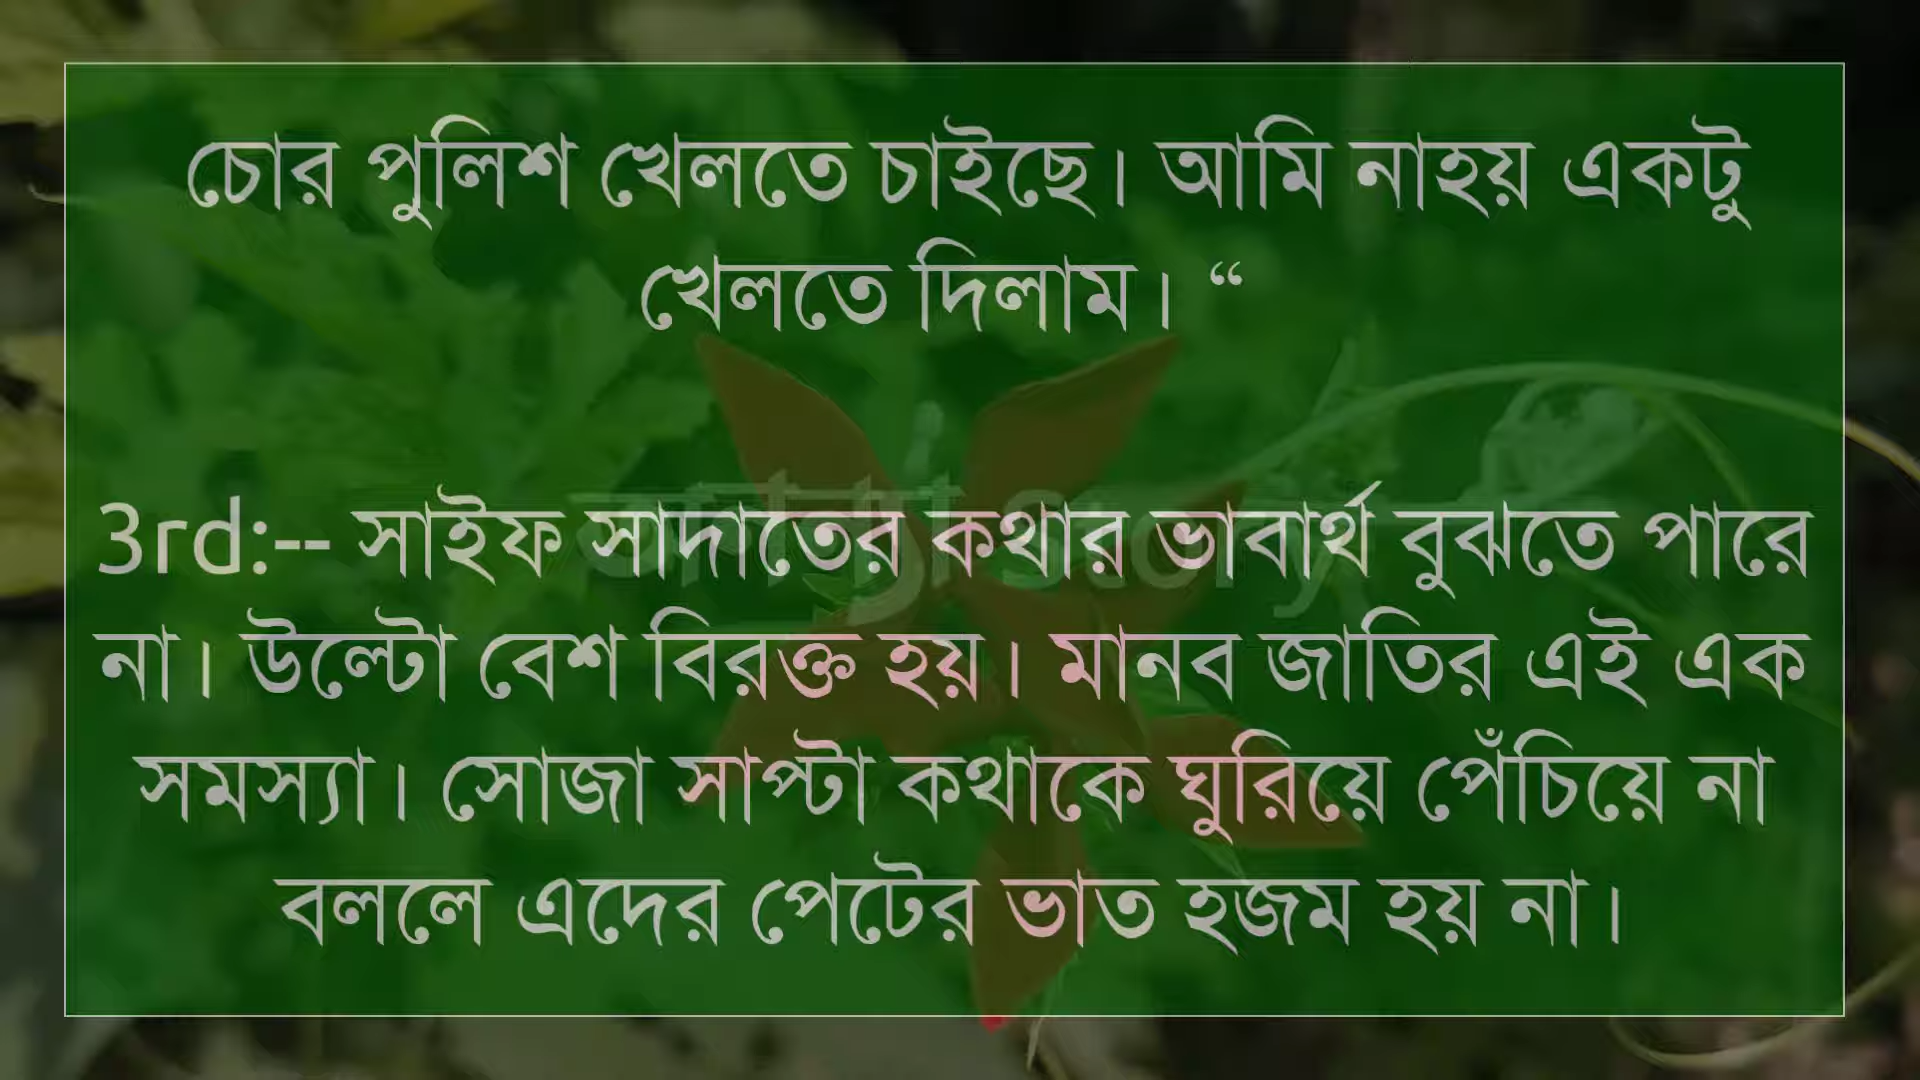 চোর পুলিশ খেলতে চাইছে। আমি নাহয় একটু
খেলতে দিলাম। “
3rd:-- সাইফ সাদাতের কথার ভাবার্থ বুঝতে পারে
না। উল্টো বেশ বিরক্ত হয়। মানব জাতির এই এক
সমস্যা। সোজা সাপ্টা কথাকে ঘুরিয়ে পেঁচিয়ে না
বললে এদের পেটের ভাত হজম হয় না।